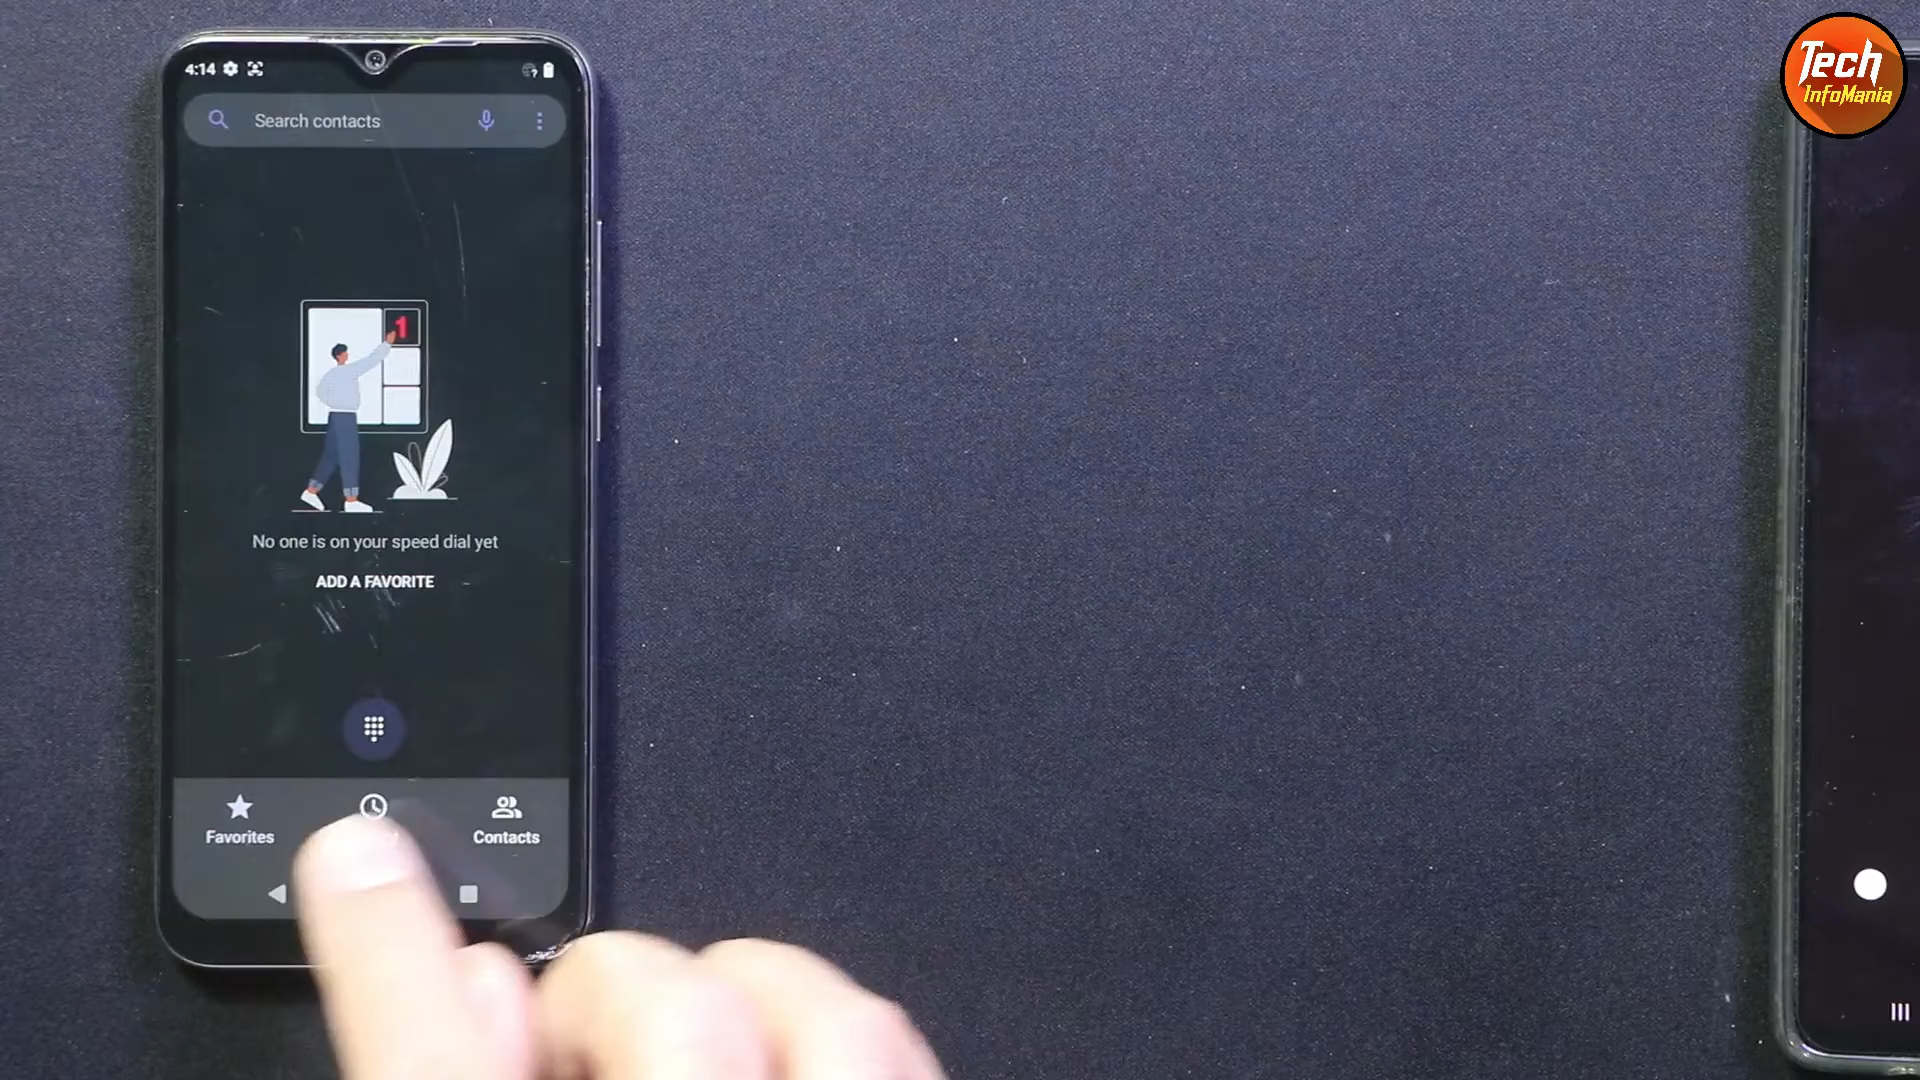 4:14
Search contacts
1
No one is on your speed dial yet
ADD A FAVORITE
Favorites
Contacts
Tech
InfoMania